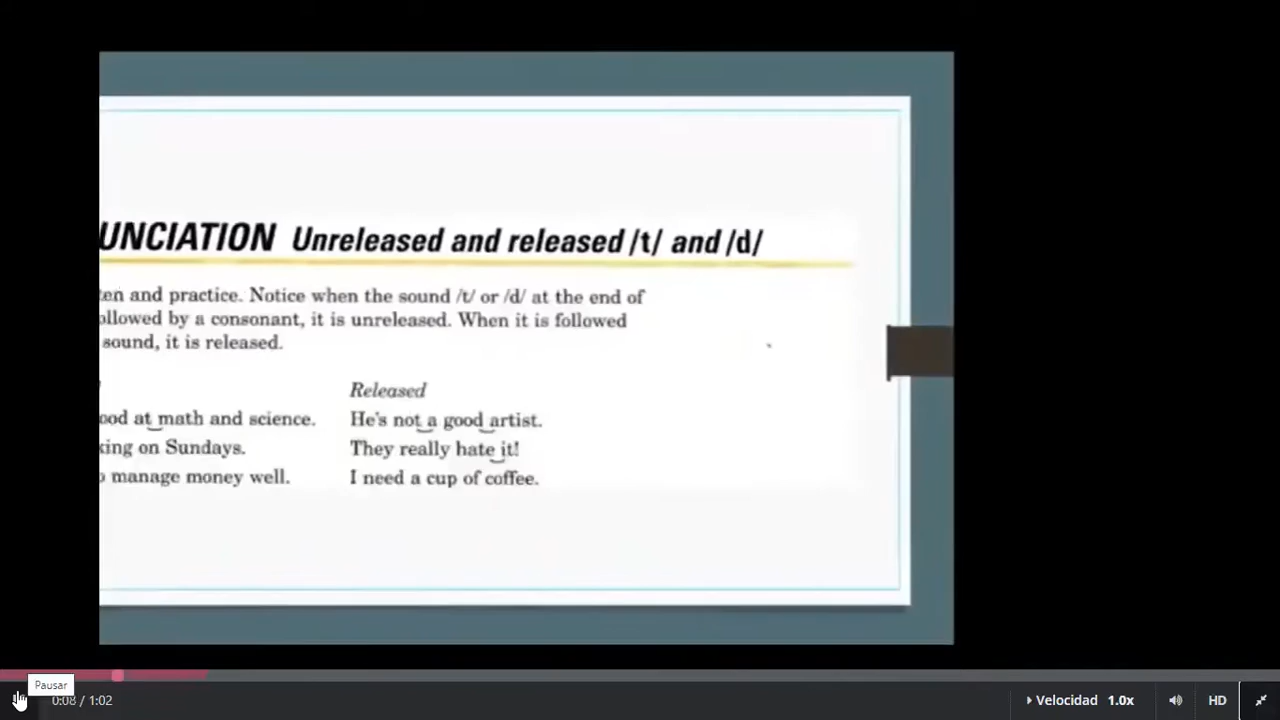 UNCIATION Unreleased and released /t/ and /d/
ten and practice. Notice when the sound /t/ or /d/ at the end of
ollowed by a consonant, it is unreleased. When it is followed
sound, it is released.
Released
ood at math and science. He's not a good artist.
king on Sundays. They really hate it!
o manage money well. I need a cup of coffee.
Pausar
0:08 / 1:02 Velocidad 1.0x HD